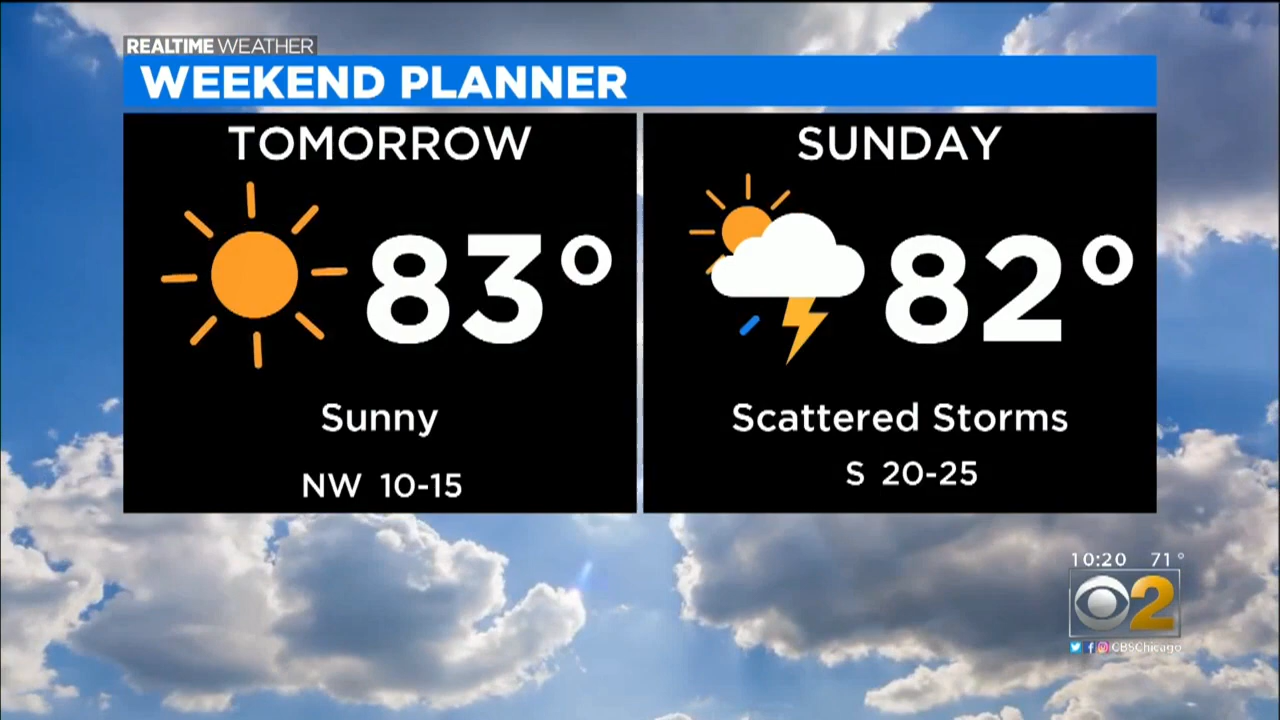 REALTIME WEATHER
WEEKEND PLANNER
TOMORROW
83°
Sunny
NW 10-15
SUNDAY
82°
Scattered Storms
S 20-25
10:20 71°
2
CBSChicago